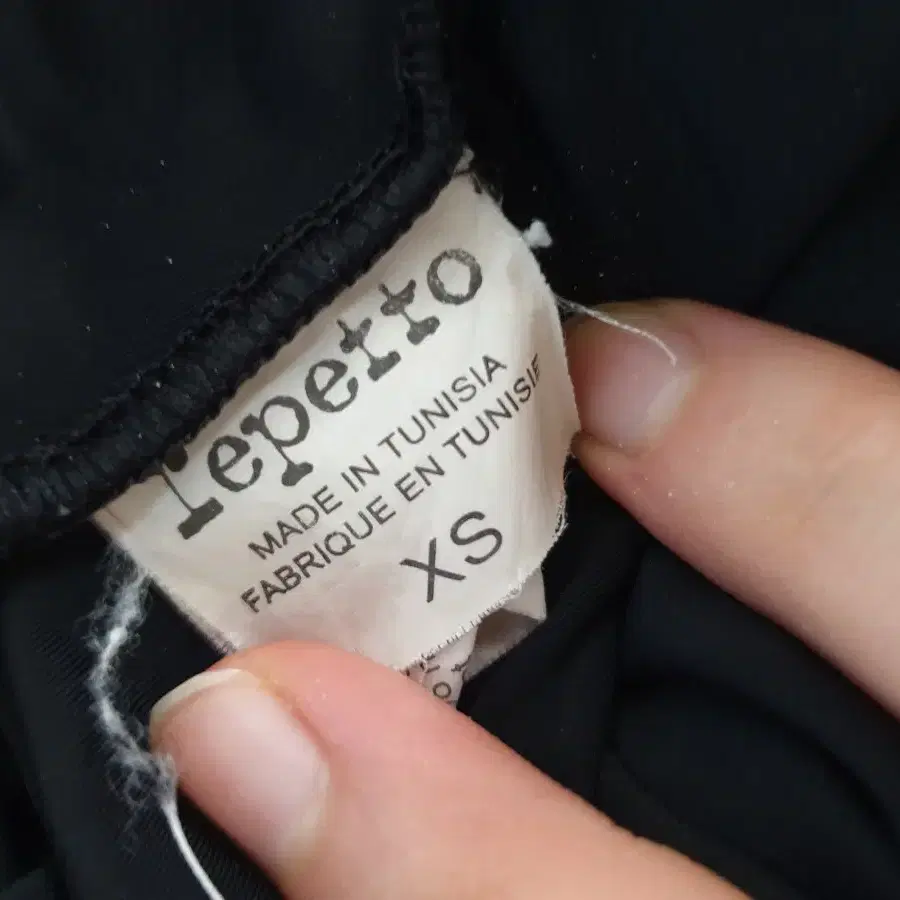 repetto
MADE IN TUNISIA
FABRIQUE EN TUNISIE
XS